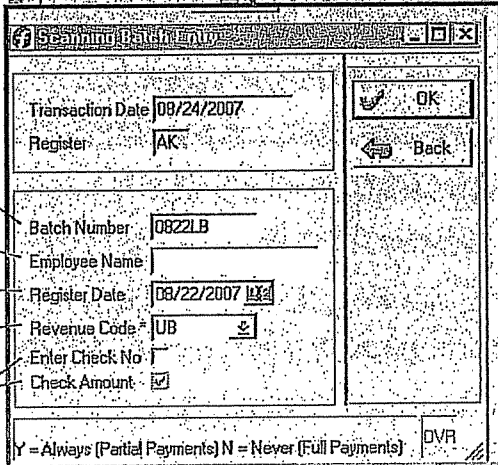 Scanning Batch Entry
Transaction Date 08/24/2007
Register AK
OK
Back
Batch Number 0822LB
Employee Name
Register Date 08/22/2007
Revenue Code * UB
Enter Check No
Check Amount
Y = Always (Partial Payments) N = Never (Full Payments)
OVR